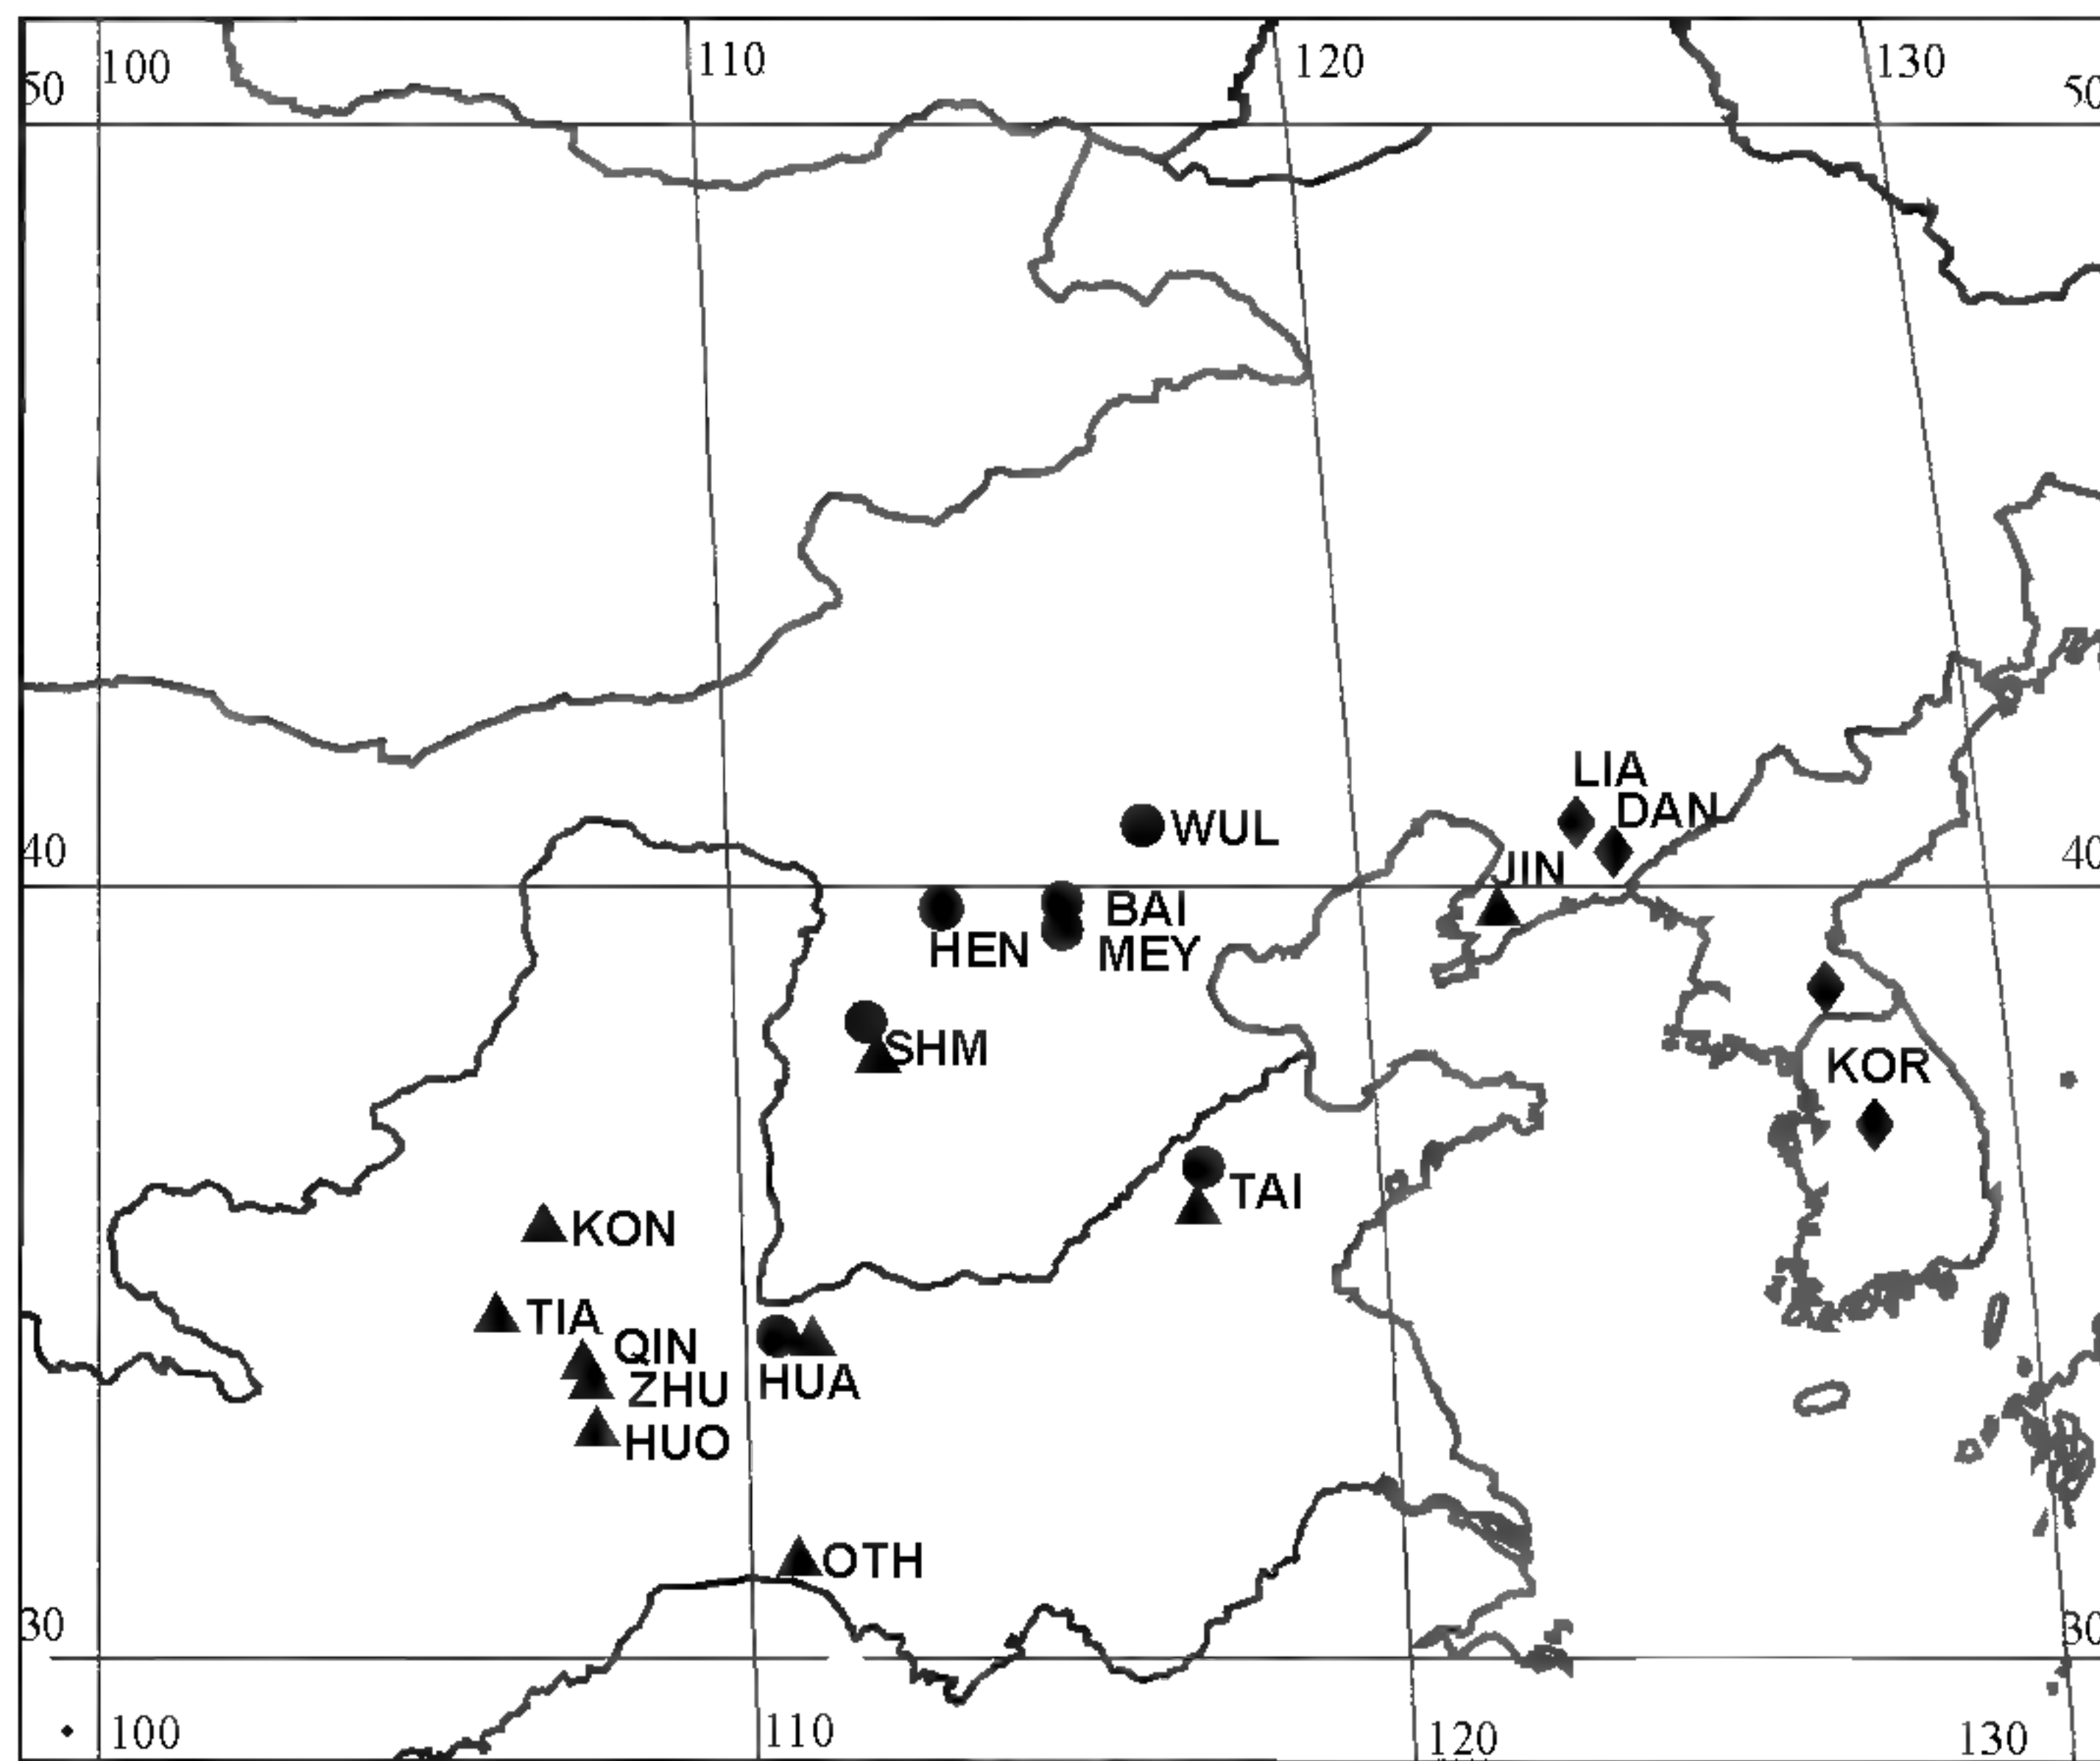 100
110
120
130
50
50
LIA
DAN
WUL
40
40
JIN
BAI
HEN
MEY
SHM
KOR
TAI
KON
TIA
QIN
ZHU
HUA
HUO
OTH
30
30
100
110
120
130